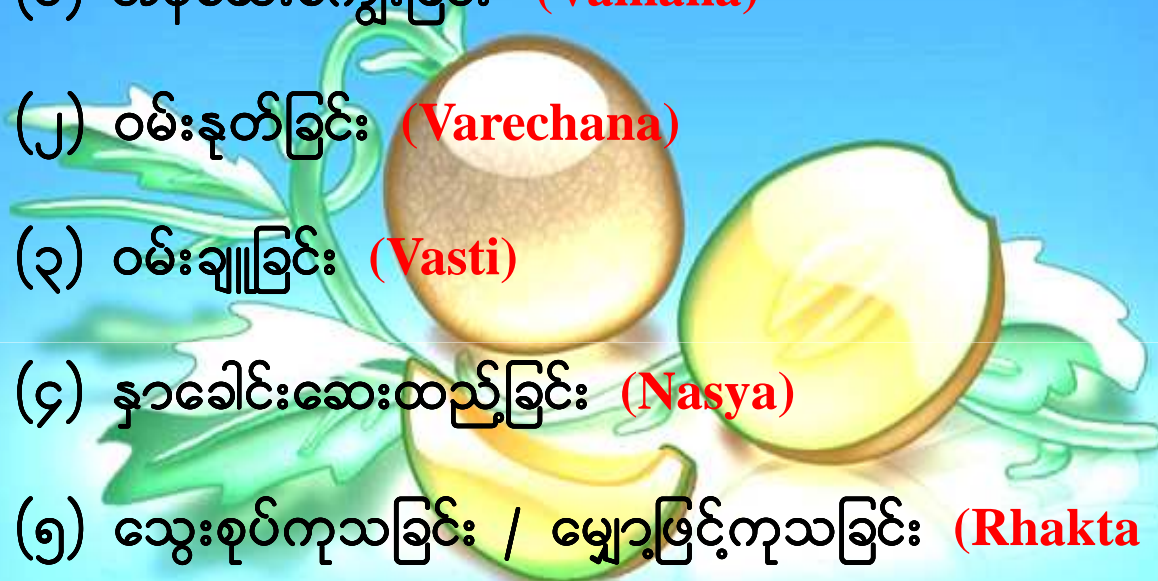 (Vamana)
(၂) ဝမ်းနုတ်ခြင်း (Varechana)
(၃) ဝမ်းချူခြင်း (Vasti)
(၄) နှာခေါင်းဆေးထည့်ခြင်း (Nasya)
(၅) သွေးစုပ်ကုသခြင်း / မျှော့ဖြင့်ကုသခြင်း (Rhakta